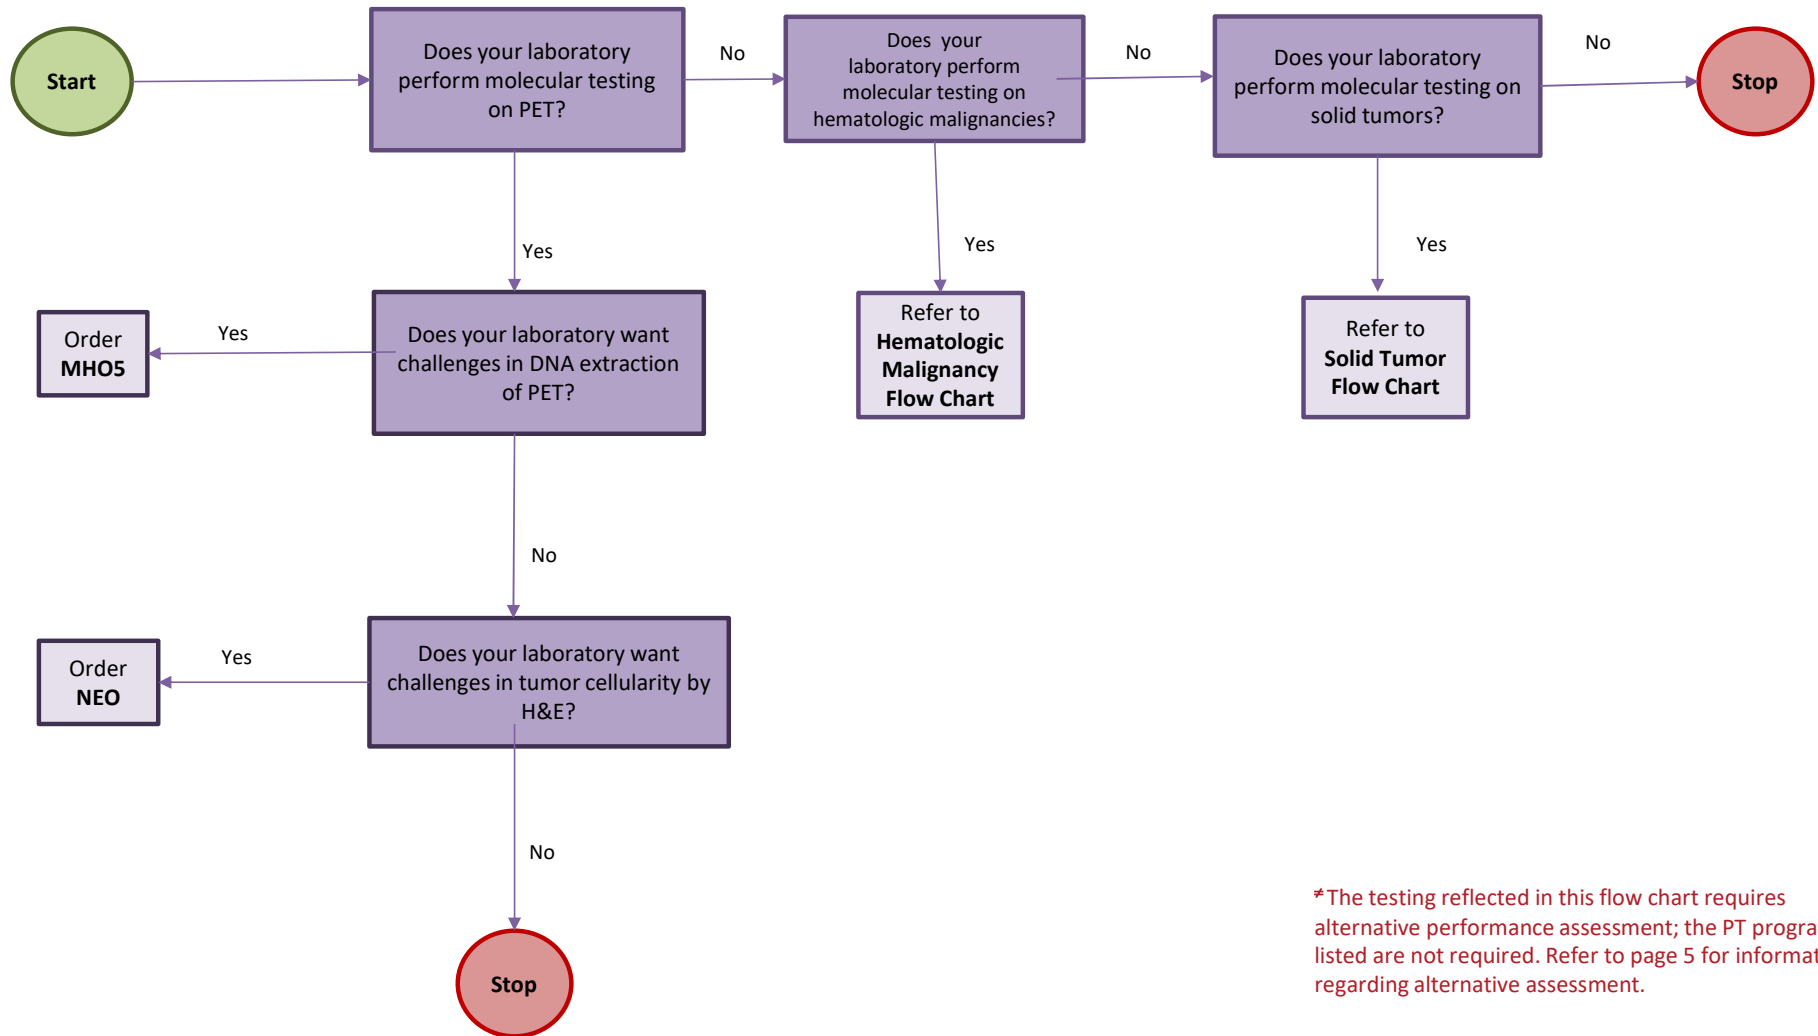 Start
Does your laboratory
perform molecular testing
on PET?
No
Does your
laboratory perform
molecular testing on
hematologic malignancies?
No
Does your laboratory
perform molecular testing on
solid tumors?
No
Stop
Yes
Yes
Yes
Order
MHO5
Yes
Does your laboratory want
challenges in DNA extraction
of PET?
Refer to
Hematologic
Malignancy
Flow Chart
Refer to
Solid Tumor
Flow Chart
No
Order
NEO
Yes
Does your laboratory want
challenges in tumor cellularity by
H&E?
No
Stop
≠The testing reflected in this flow chart requires
alternative performance assessment; the PT progra
listed are not required. Refer to page 5 for informat
regarding alternative assessment.